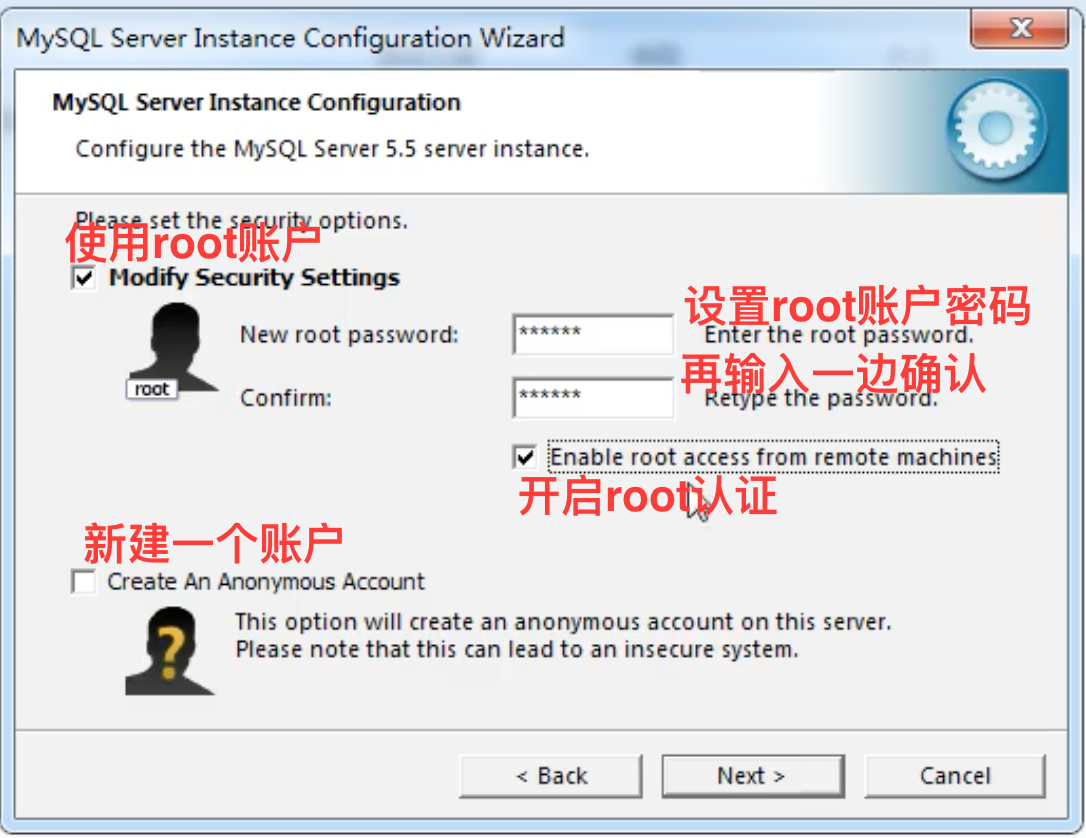 MySQL Server Instance Configuration Wizard
MySQL Server Instance Configuration
Configure the MySQL Server 5.5 server instance.
Please set the security options.
使用root账户
Modify Security Settings
设置root账户密码
New root password:
******
Enter the root password.
root
再输入一边确认
Confirm:
******
Retype the password.
Enable root access from remote machines
开启root认证
新建一个账户
Create An Anonymous Account
This option will create an anonymous account on this server.
Please note that this can lead to an insecure system.
< Back
Next >
Cancel